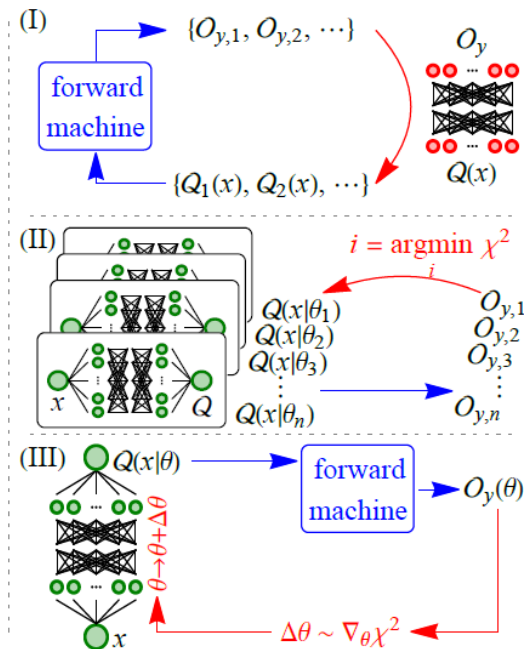 (I)
{O_{y,1}, O_{y,2}, ⋯}
O_y
...
forward
machine
...
Q(x)
{Q_1(x), Q_2(x), ⋯}
(II)
i = argmin χ²
i
Q(x|θ_1)
O_{y,1}
Q(x|θ_2)
O_{y,2}
Q(x|θ_3)
O_{y,3}
⋮
⋮
x
Q
Q(x|θ_n)
O_{y,n}
(III)
Q(x|θ)
forward
machine
O_y(θ)
...
θ→θ+Δθ
...
x
Δθ ~ ∇_θχ²